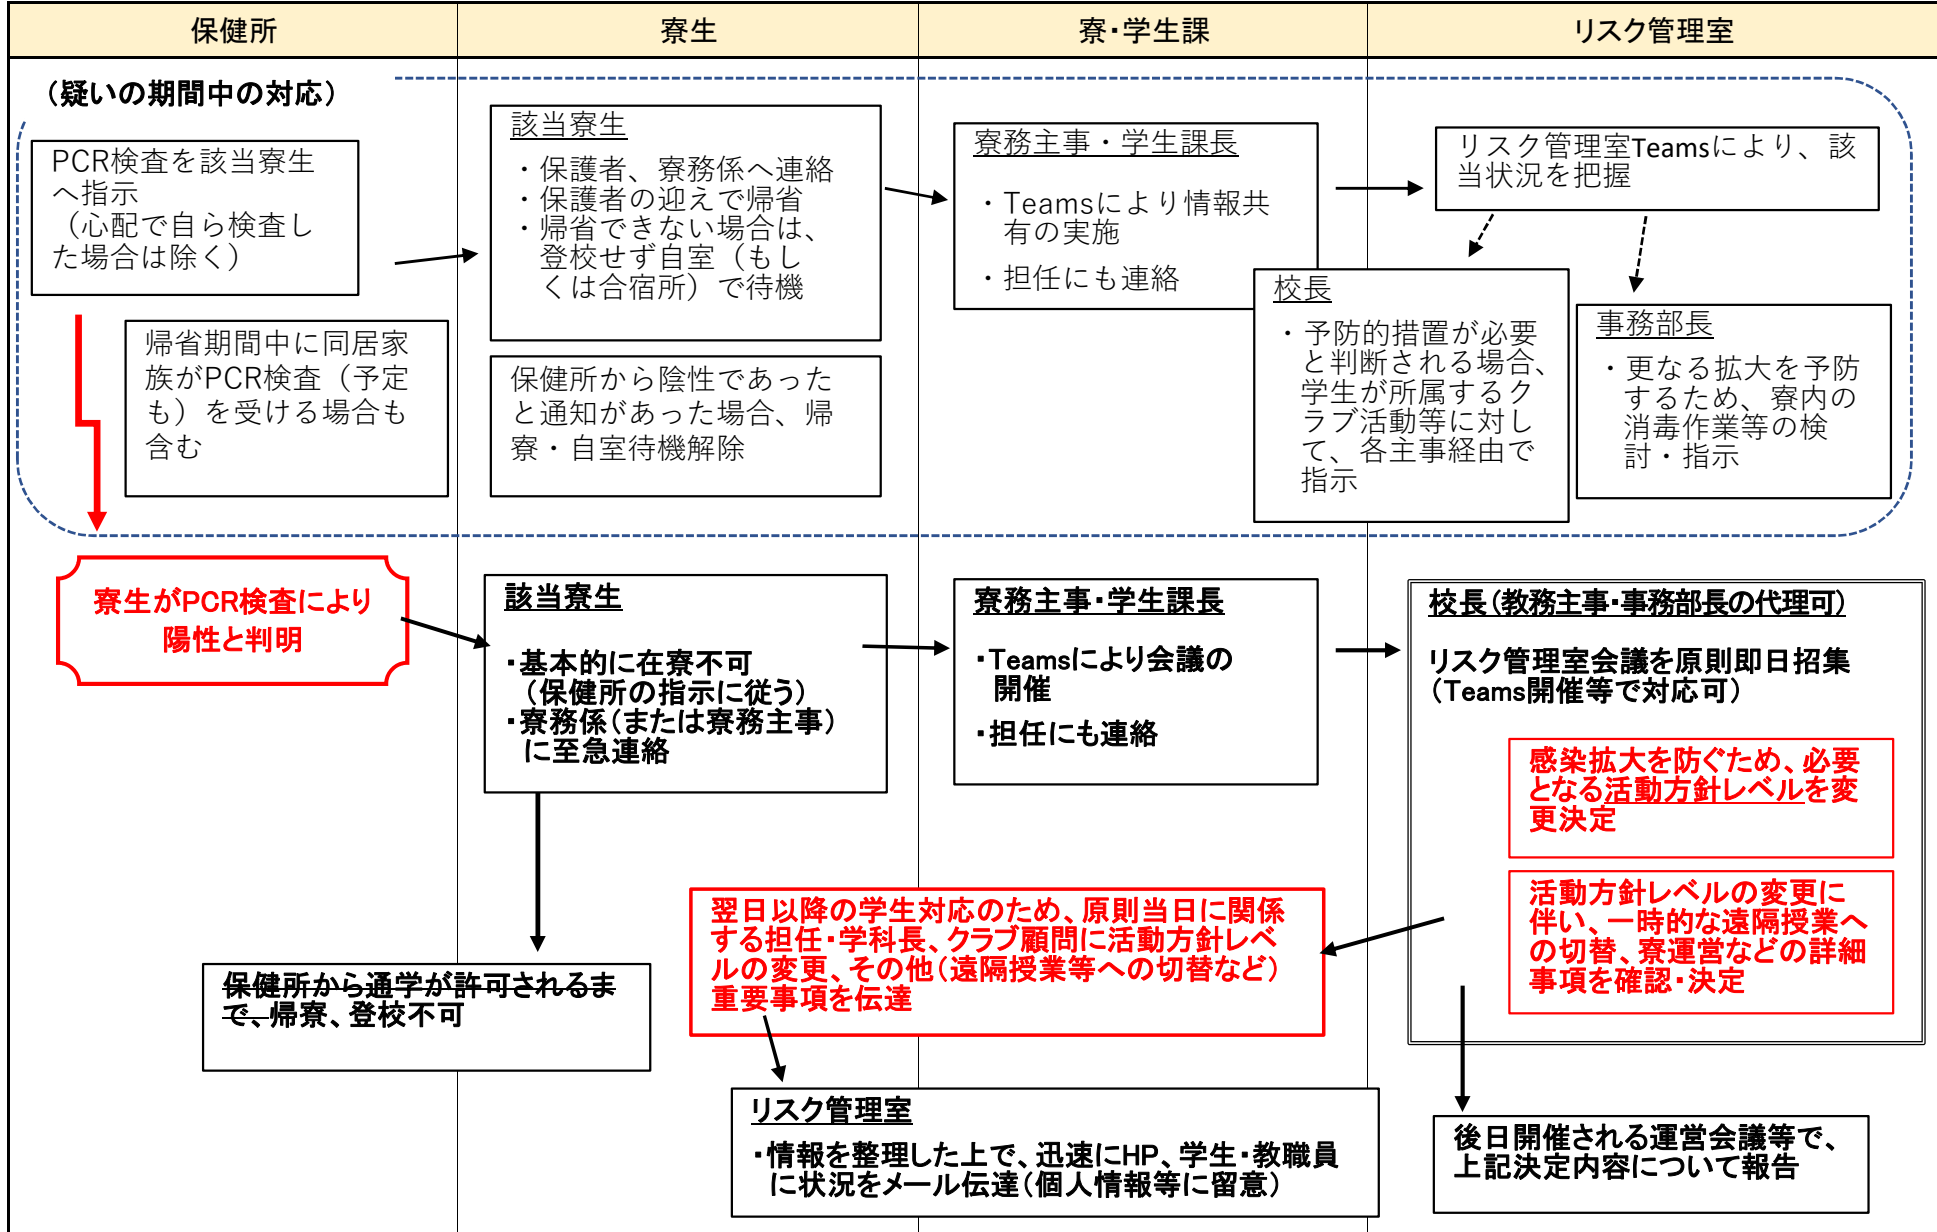 保健所
寮生
寮・学生課
リスク管理室
（疑いの期間中の対応）
PCR検査を該当寮生
へ指示
（心配で自ら検査し
た場合は除く）
帰省期間中に同居家
族がPCR検査（予定
も）を受ける場合も
含む
該当寮生
・保護者、寮務係へ連絡
・保護者の迎えで帰省
・帰省できない場合は、
登校せず自室（もし
くは合宿所）で待機
保健所から陰性であった
と通知があった場合、帰
寮・自室待機解除
寮務主事・学生課長
・Teamsにより情報共
有の実施
・担任にも連絡
リスク管理室Teamsにより、該
当状況を把握
校長
・予防的措置が必要
と判断される場合、
学生が所属するク
ラブ活動等に対し
て、各主事経由で
指示
事務部長
・更なる拡大を予防
するため、寮内の
消毒作業等の検
討・指示
寮生がPCR検査により
陽性と判明
該当寮生
・基本的に在寮不可
（保健所の指示に従う）
・寮務係（または寮務主事）
に至急連絡
寮務主事・学生課長
・Teamsにより会議の
開催
・担任にも連絡
校長（教務主事・事務部長の代理可）
リスク管理室会議を原則即日招集
（Teams開催等で対応可）
感染拡大を防ぐため、必要
となる活動方針レベルを変
更決定
活動方針レベルの変更に
伴い、一時的な遠隔授業へ
の切替、寮運営などの詳細
事項を確認・決定
翌日以降の学生対応のため、原則当日に関係
する担任・学科長、クラブ顧問に活動方針レベ
ルの変更、その他（遠隔授業等への切替など）
重要事項を伝達
保健所から通学が許可されるま
で、帰寮、登校不可
リスク管理室
・情報を整理した上で、迅速にHP、学生・教職員
に状況をメール伝達（個人情報等に留意）
後日開催される運営会議等で、
上記決定内容について報告